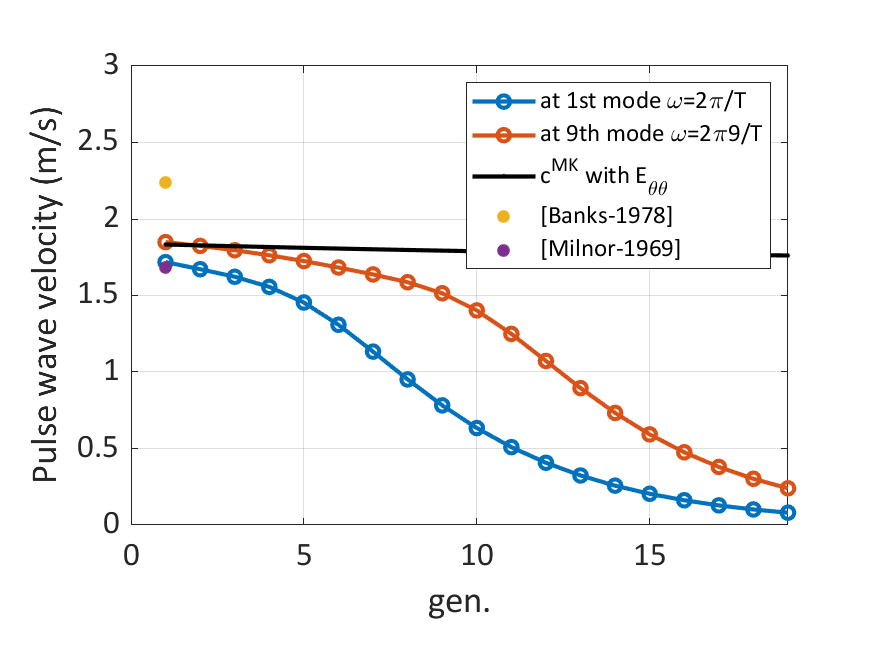 3
2.5
2
1.5
1
0.5
0
0
5
10
15
Pulse wave velocity (m/s)
gen.
at 1st mode ω=2π/T
at 9th mode ω=2π9/T
c^MK with E_θθ
[Banks-1978]
[Milnor-1969]